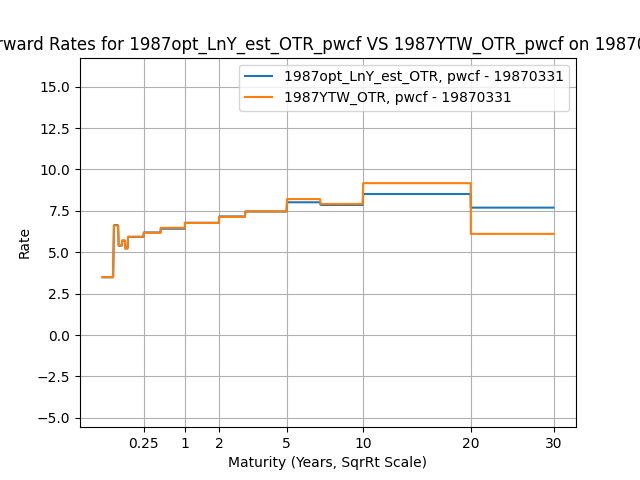 rward Rates for 1987opt_LnY_est_OTR_pwcf VS 1987YTW_OTR_pwcf on 19870
1987opt_LnY_est_OTR, pwcf - 19870331
1987YTW_OTR, pwcf - 19870331
15.0
12.5
10.0
7.5
5.0
2.5
0.0
−2.5
−5.0
Rate
0.25 1 2 5 10 20 30
Maturity (Years, SqrRt Scale)